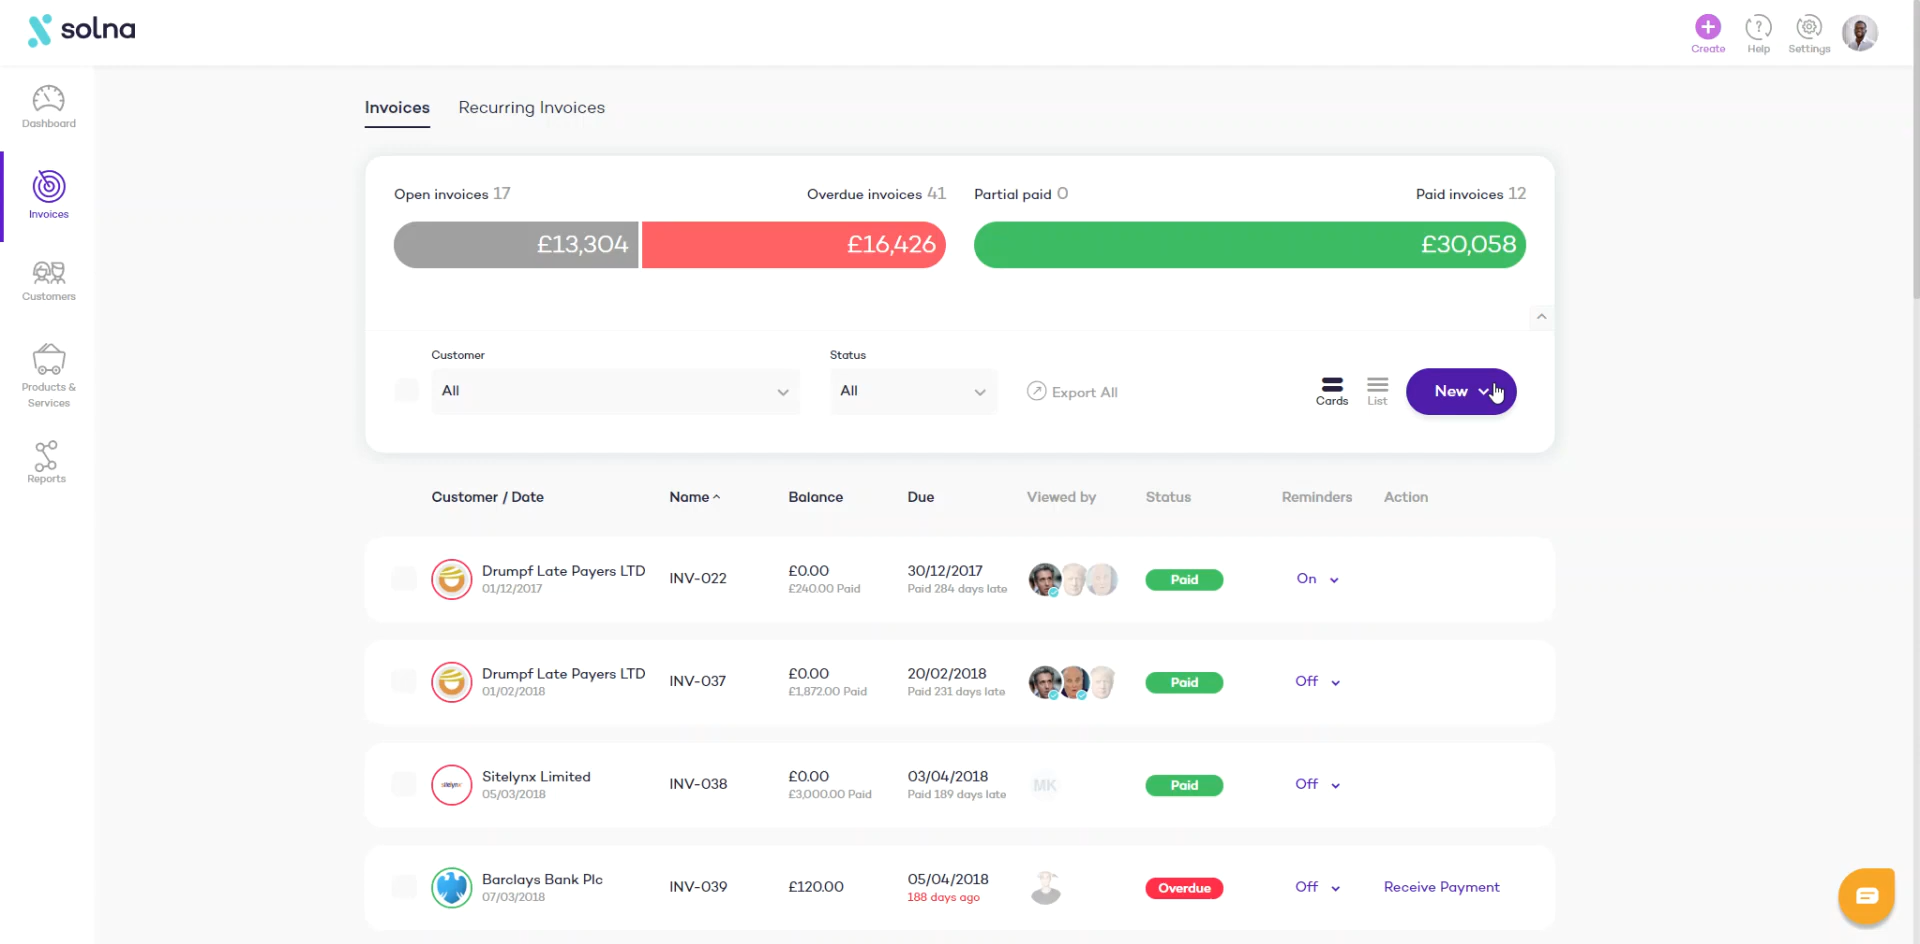 solna
Create
Help
Settings
Dashboard
Invoices
Customers
Products &
Services
Reports
Invoices
Recurring Invoices
Open invoices 17
Overdue invoices 41
Partial paid 0
Paid invoices 12
£13,304
£16,426
£30,058
Customer
All
Status
All
Export All
Cards
List
New
Customer / Date
Name
Balance
Due
Viewed by
Status
Reminders
Action
Drumpf Late Payers LTD
01/12/2017
INV-022
£0.00
£240.00 Paid
30/12/2017
Paid 284 days late
Paid
On
Drumpf Late Payers LTD
01/02/2018
INV-037
£0.00
£1,872.00 Paid
20/02/2018
Paid 231 days late
Paid
Off
sitelynx
Sitelynx Limited
05/03/2018
INV-038
£0.00
£3,000.00 Paid
03/04/2018
Paid 189 days late
MK
Paid
Off
Barclays Bank Plc
07/03/2018
INV-039
£120.00
05/04/2018
188 days ago
Overdue
Off
Receive Payment